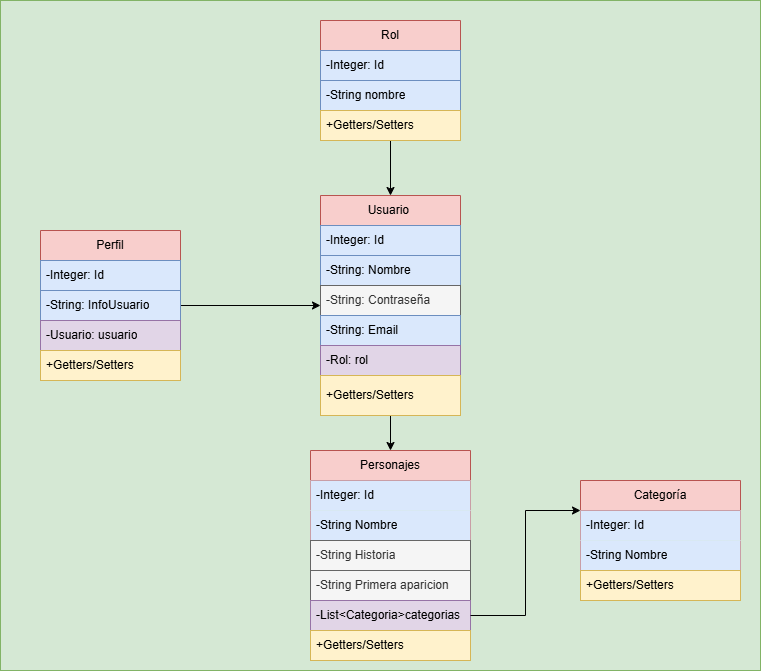 Rol
-Integer: Id
-String nombre
+Getters/Setters
Usuario
-Integer: Id
-String: Nombre
-String: Contraseña
-String: Email
-Rol: rol
+Getters/Setters
Perfil
-Integer: Id
-String: InfoUsuario
-Usuario: usuario
+Getters/Setters
Personajes
-Integer: Id
-String Nombre
-String Historia
-String Primera aparicion
-List<Categoria>categorias
+Getters/Setters
Categoría
-Integer: Id
-String Nombre
+Getters/Setters